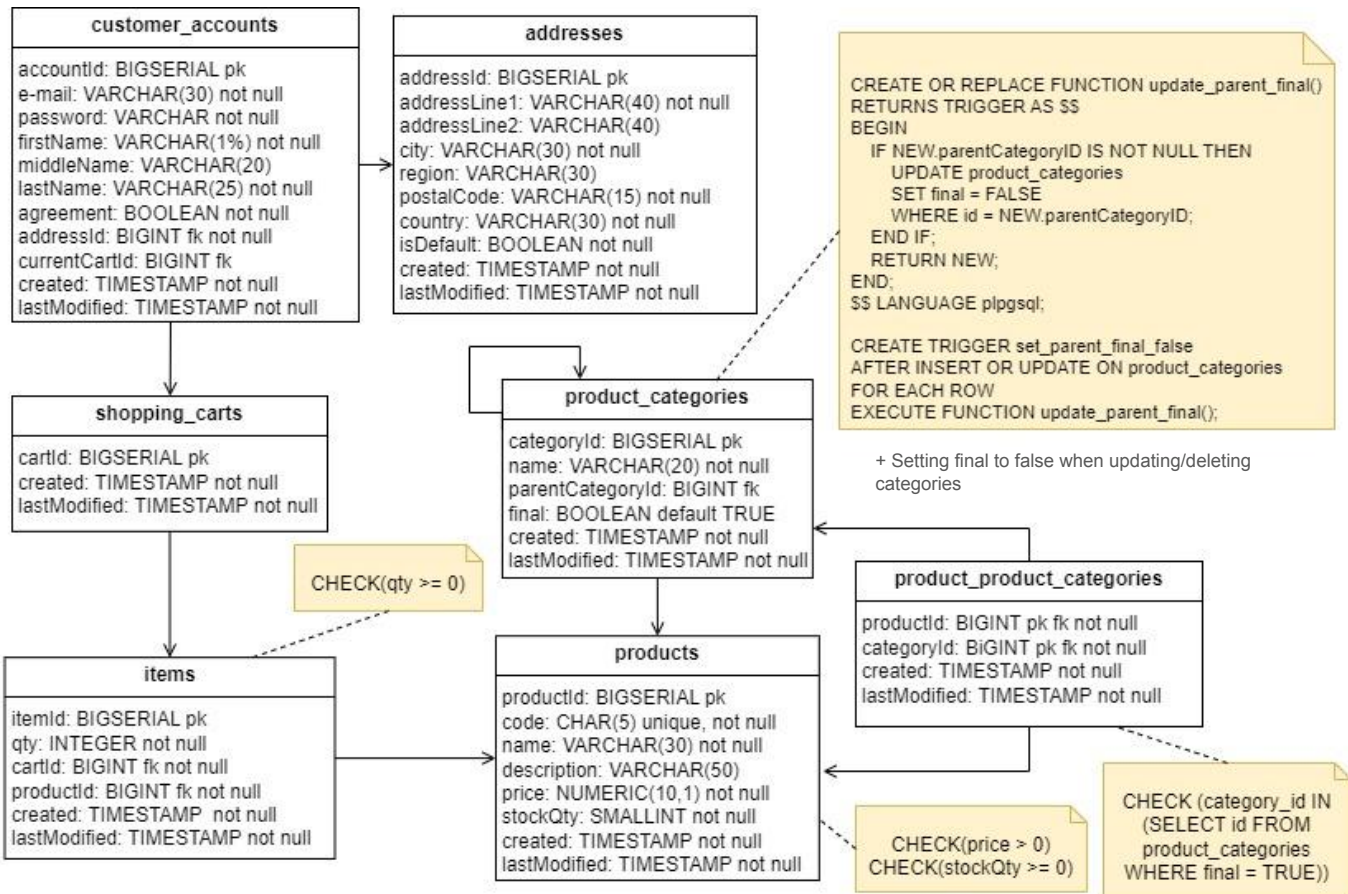 customer_accounts
accountId: BIGSERIAL pk
e-mail: VARCHAR(30) not null
password: VARCHAR not null
firstName: VARCHAR(1%) not null
middleName: VARCHAR(20)
lastName: VARCHAR(25) not null
agreement: BOOLEAN not null
addressId: BIGINT fk not null
currentCartId: BIGINT fk
created: TIMESTAMP not null
lastModified: TIMESTAMP not null
addresses
addressId: BIGSERIAL pk
addressLine1: VARCHAR(40) not null
addressLine2: VARCHAR(40)
city: VARCHAR(30) not null
region: VARCHAR(30)
postalCode: VARCHAR(15) not null
country: VARCHAR(30) not null
isDefault: BOOLEAN not null
created: TIMESTAMP not null
lastModified: TIMESTAMP not null
CREATE OR REPLACE FUNCTION update_parent_final()
RETURNS TRIGGER AS $$
BEGIN
IF NEW.parentCategoryID IS NOT NULL THEN
UPDATE product_categories
SET final = FALSE
WHERE id = NEW.parentCategoryID;
END IF;
RETURN NEW;
END;
$$ LANGUAGE plpgsql;
CREATE TRIGGER set_parent_final_false
AFTER INSERT OR UPDATE ON product_categories
FOR EACH ROW
EXECUTE FUNCTION update_parent_final();
+ Setting final to false when updating/deleting
categories
shopping_carts
cartId: BIGSERIAL pk
created: TIMESTAMP not null
lastModified: TIMESTAMP not null
product_categories
categoryId: BIGSERIAL pk
name: VARCHAR(20) not null
parentCategoryId: BIGINT fk
final: BOOLEAN default TRUE
created: TIMESTAMP not null
lastModified: TIMESTAMP not null
CHECK(qty >= 0)
product_product_categories
productId: BIGINT pk fk not null
categoryId: BiGINT pk fk not null
created: TIMESTAMP not null
lastModified: TIMESTAMP not null
items
itemId: BIGSERIAL pk
qty: INTEGER not null
cartId: BIGINT fk not null
productId: BIGINT fk not null
created: TIMESTAMP not null
lastModified: TIMESTAMP not null
products
productId: BIGSERIAL pk
code: CHAR(5) unique, not null
name: VARCHAR(30) not null
description: VARCHAR(50)
price: NUMERIC(10,1) not null
stockQty: SMALLINT not null
created: TIMESTAMP not null
lastModified: TIMESTAMP not null
CHECK(price > 0)
CHECK(stockQty >= 0)
CHECK (category_id IN
(SELECT id FROM
product_categories
WHERE final = TRUE))